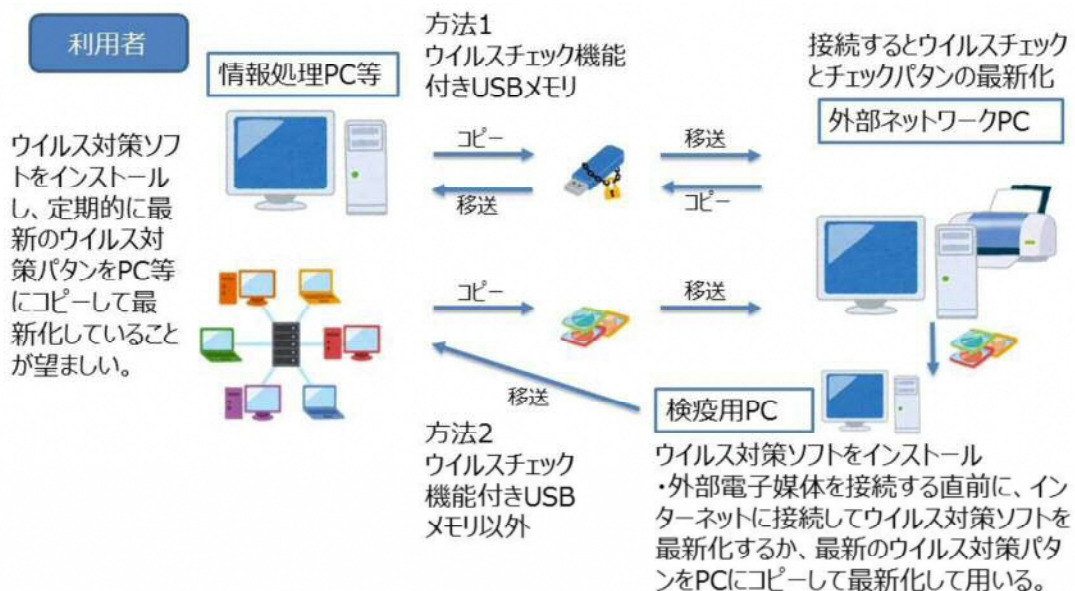 利用者
情報処理PC等
ウイルス対策ソフ
トをインストール
し、定期的に最
新のウイルス対
策パタンをPC等
にコピーして最
新化していること
が望ましい。
方法1
ウイルスチェック機能
付きUSBメモリ
コピー
移送
移送
コピー
接続するとウイルスチェック
とチェックパタンの最新化
外部ネットワークPC
コピー
移送
移送
方法2
ウイルスチェック
機能付きUSB
メモリ以外
検疫用PC
ウイルス対策ソフトをインストール
・外部電子媒体を接続する直前に、イン
ターネットに接続してウイルス対策ソフトを
最新化するか、最新のウイルス対策パタ
ンをPCにコピーして最新化して用いる。